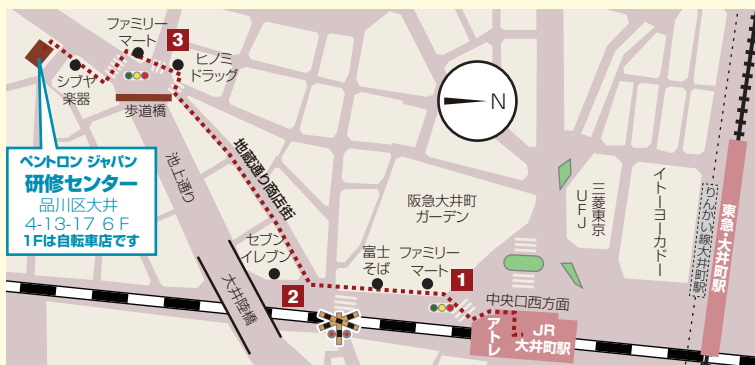 ファミリー
マート
3
ヒノミ
ドラッグ
シブヤ
楽器
歩道橋
ペントロン ジャパン
研修センター
品川区大井
4-13-17 6 F
1Fは自転車店です
池上通り
地蔵通り商店街
N
阪急大井町
ガーデン
三菱東京
UFJ
イトーヨーカドー
りんかい線大井町駅
東急・大井町駅
セブン
イレブン
2
大井陸橋
富士
そば
ファミリー
マート
1
中央口西方面
アトレ
JR
大井町駅